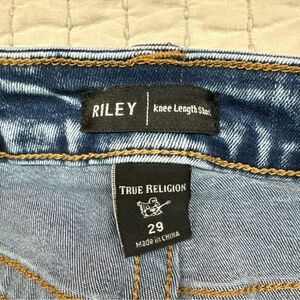 RILEY
knee Length Short
TRUE RELIGION
29
Made in CHINA